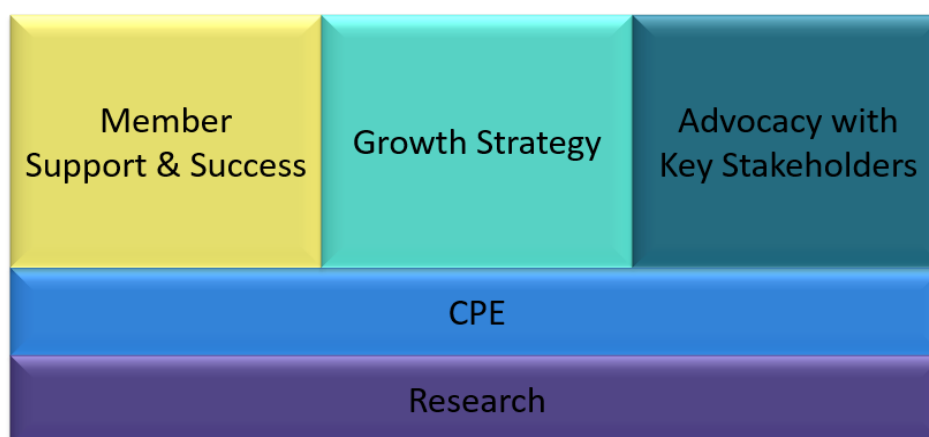 Member
Support & Success
Growth Strategy
Advocacy with
Key Stakeholders
CPE
Research